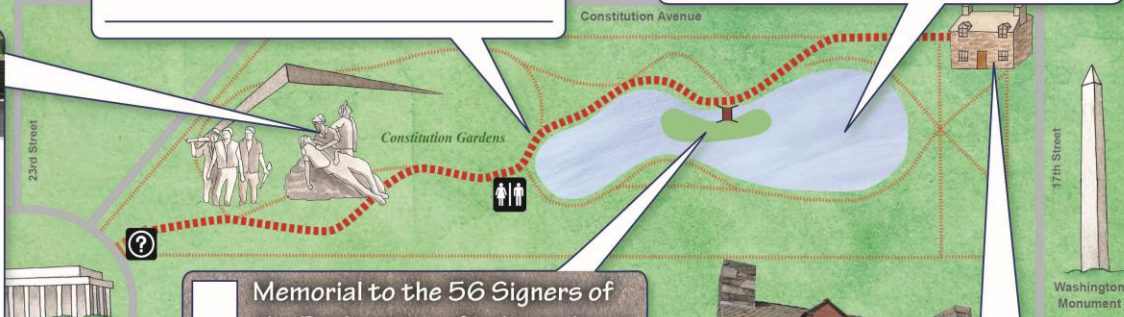 Constitution Avenue
23rd Street
Constitution Gardens
17th Street
?
Memorial to the 56 Signers of
Washington
Monument